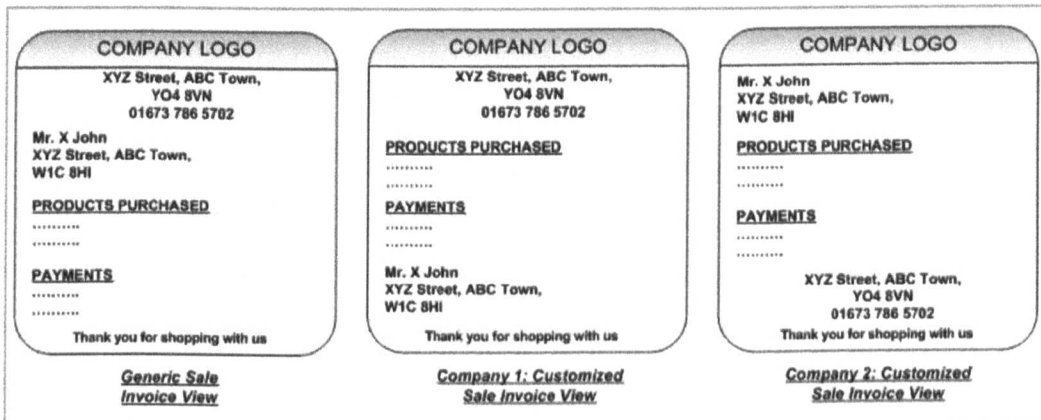 COMPANY LOGO
XYZ Street, ABC Town,
YO4 8VN
01673 786 5702
Mr. X John
XYZ Street, ABC Town,
W1C 8HI
PRODUCTS PURCHASED
..........
..........
PAYMENTS
..........
..........
Thank you for shopping with us
Generic Sale
Invoice View
COMPANY LOGO
XYZ Street, ABC Town,
YO4 8VN
01673 786 5702
PRODUCTS PURCHASED
..........
..........
PAYMENTS
..........
..........
Mr. X John
XYZ Street, ABC Town,
W1C 8HI
Thank you for shopping with us
Company 1: Customized
Sale Invoice View
COMPANY LOGO
Mr. X John
XYZ Street, ABC Town,
W1C 8HI
PRODUCTS PURCHASED
..........
..........
PAYMENTS
..........
..........
XYZ Street, ABC Town,
YO4 8VN
01673 786 5702
Thank you for shopping with us
Company 2: Customized
Sale Invoice View